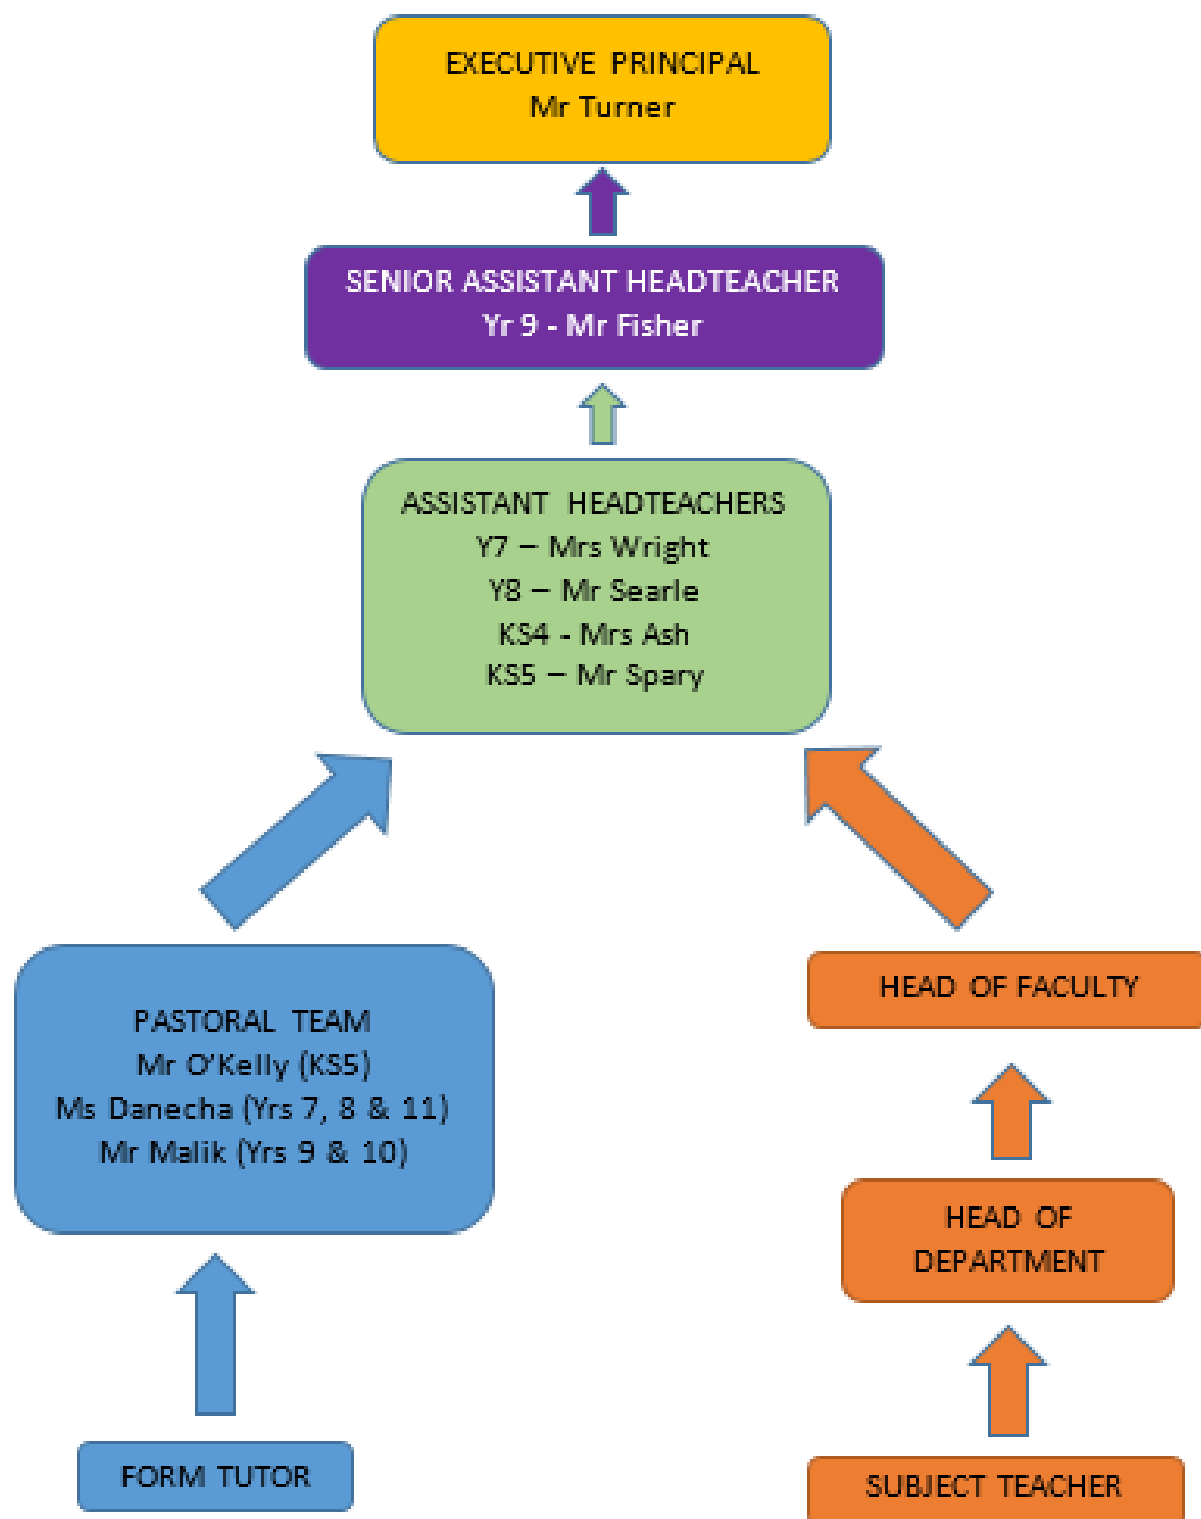 EXECUTIVE PRINCIPAL
Mr Turner
SENIOR ASSISTANT HEADTEACHER
Yr 9 - Mr Fisher
ASSISTANT HEADTEACHERS
Y7 – Mrs Wright
Y8 – Mr Searle
KS4 - Mrs Ash
KS5 – Mr Spary
PASTORAL TEAM
Mr O'Kelly (KS5)
Ms Danecha (Yrs 7, 8 & 11)
Mr Malik (Yrs 9 & 10)
FORM TUTOR
HEAD OF FACULTY
HEAD OF
DEPARTMENT
SUBJECT TEACHER